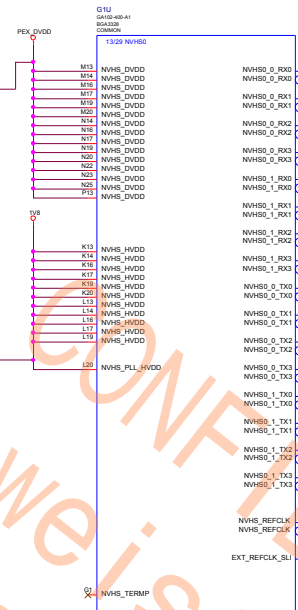 G1U
GA102-400-A1
BGA3328
COMMON
PEX_DVDD
13/29 NVHS0
M13 NVHS_DVDD
M14 NVHS_DVDD
M16 NVHS_DVDD
M17 NVHS_DVDD
M19 NVHS_DVDD
M20 NVHS_DVDD
N14 NVHS_DVDD
N16 NVHS_DVDD
N17 NVHS_DVDD
N19 NVHS_DVDD
N20 NVHS_DVDD
N22 NVHS_DVDD
N23 NVHS_DVDD
N25 NVHS_DVDD
P13 NVHS_DVDD
1V8
K13 NVHS_HVDD
K14 NVHS_HVDD
K16 NVHS_HVDD
K17 NVHS_HVDD
K19 NVHS_HVDD
K20 NVHS_HVDD
L13 NVHS_HVDD
L14 NVHS_HVDD
L16 NVHS_HVDD
L17 NVHS_HVDD
L19 NVHS_HVDD
L20 NVHS_PLL_HVDD
G1 NVHS_TERMP
NVHS0_0_RX0
NVHS0_0_RX0
NVHS0_0_RX1
NVHS0_0_RX1
NVHS0_0_RX2
NVHS0_0_RX2
NVHS0_0_RX3
NVHS0_0_RX3
NVHS0_1_RX0
NVHS0_1_RX0
NVHS0_1_RX1
NVHS0_1_RX1
NVHS0_1_RX2
NVHS0_1_RX2
NVHS0_1_RX3
NVHS0_1_RX3
NVHS0_0_TX0
NVHS0_0_TX0
NVHS0_0_TX1
NVHS0_0_TX1
NVHS0_0_TX2
NVHS0_0_TX2
NVHS0_0_TX3
NVHS0_0_TX3
NVHS0_1_TX0
NVHS0_1_TX0
NVHS0_1_TX1
NVHS0_1_TX1
NVHS0_1_TX2
NVHS0_1_TX2
NVHS0_1_TX3
NVHS0_1_TX3
NVHS_REFCLK
NVHS_REFCLK
EXT_REFCLK_SLI
CONFI
weis